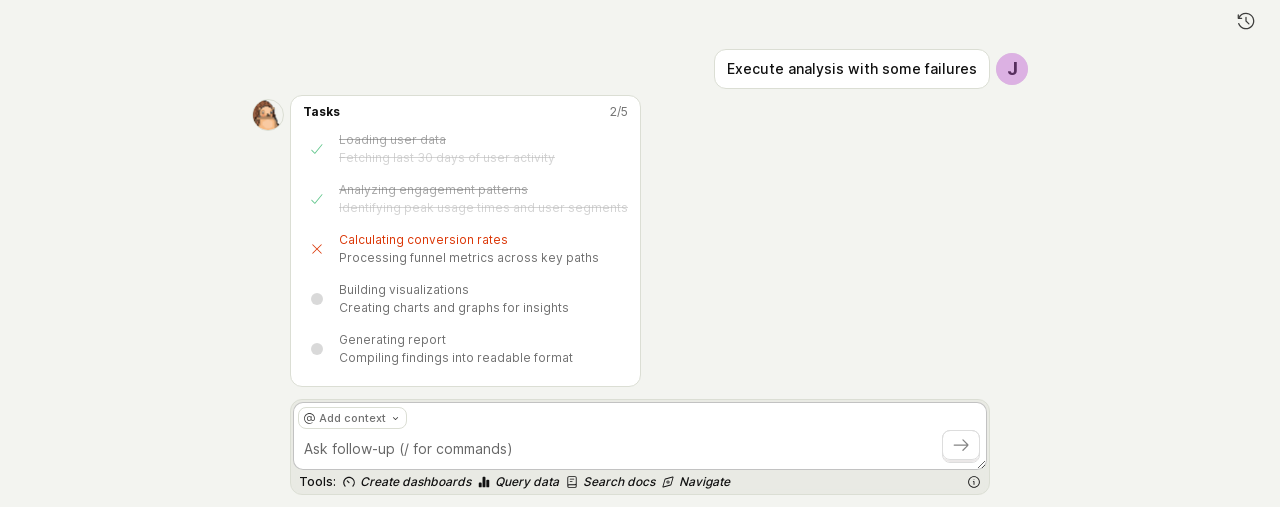 Execute analysis with some failures
J
Tasks 2/5
Loading user data
Fetching last 30 days of user activity
Analyzing engagement patterns
Identifying peak usage times and user segments
Calculating conversion rates
Processing funnel metrics across key paths
Building visualizations
Creating charts and graphs for insights
Generating report
Compiling findings into readable format
@ Add context
Ask follow-up (/ for commands)
Tools: Create dashboards Query data Search docs Navigate